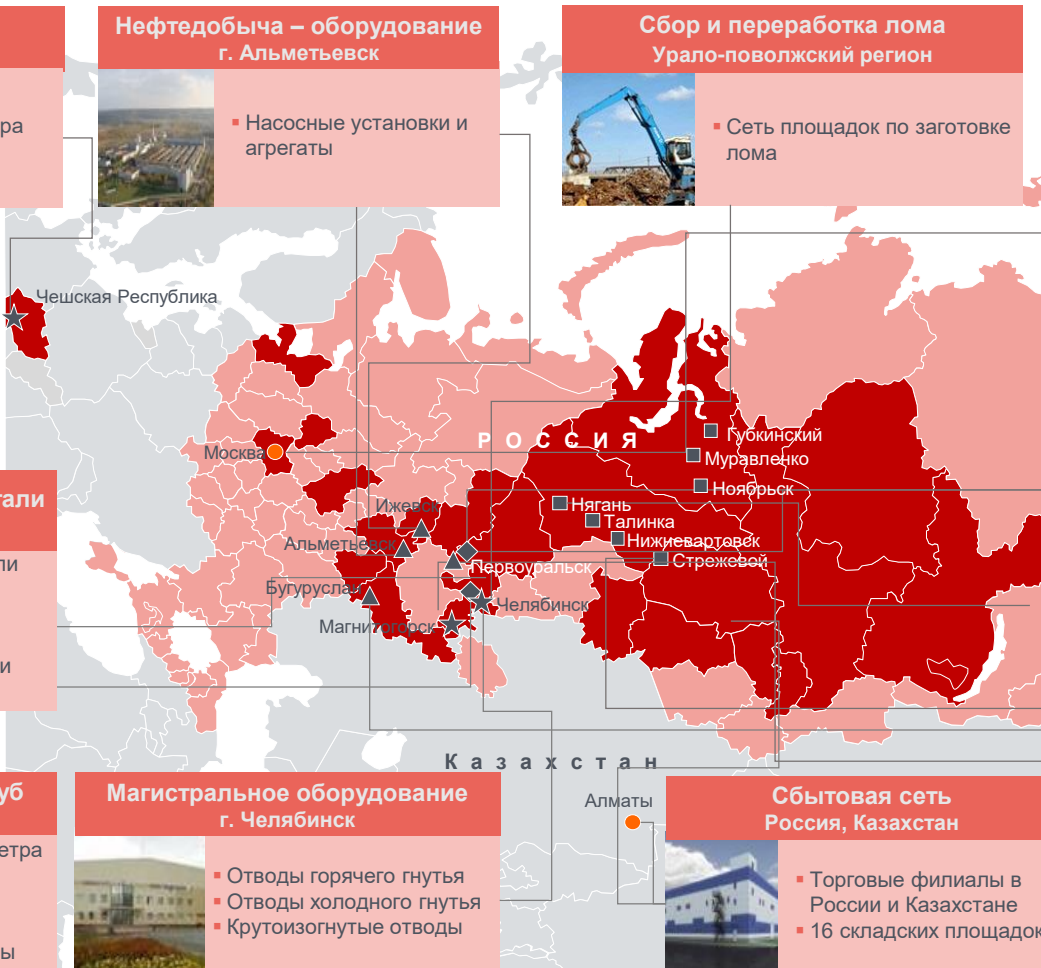 Нефтедобыча – оборудование
г. Альметьевск
Насосные установки и
агрегаты
Сбор и переработка лома
Урало-поволжский регион
Сеть площадок по заготовке
лома
ра
Чешская Республика
РОССИЯ
Москва
Губкинский
Муравленко
Ноябрьск
Нягань
Талинка
Нижневартовск
Стрежевой
Ижевск
Альметьевск
Первоуральск
Бугуруслан
Челябинск
Магнитогорск
тали
ли
и
Казахстан
Алматы
уб
етра
ы
Магистральное оборудование
г. Челябинск
Отводы горячего гнутья
Отводы холодного гнутья
Крутоизогнутые отводы
Сбытовая сеть
Россия, Казахстан
Торговые филиалы в
России и Казахстане
16 складских площадок